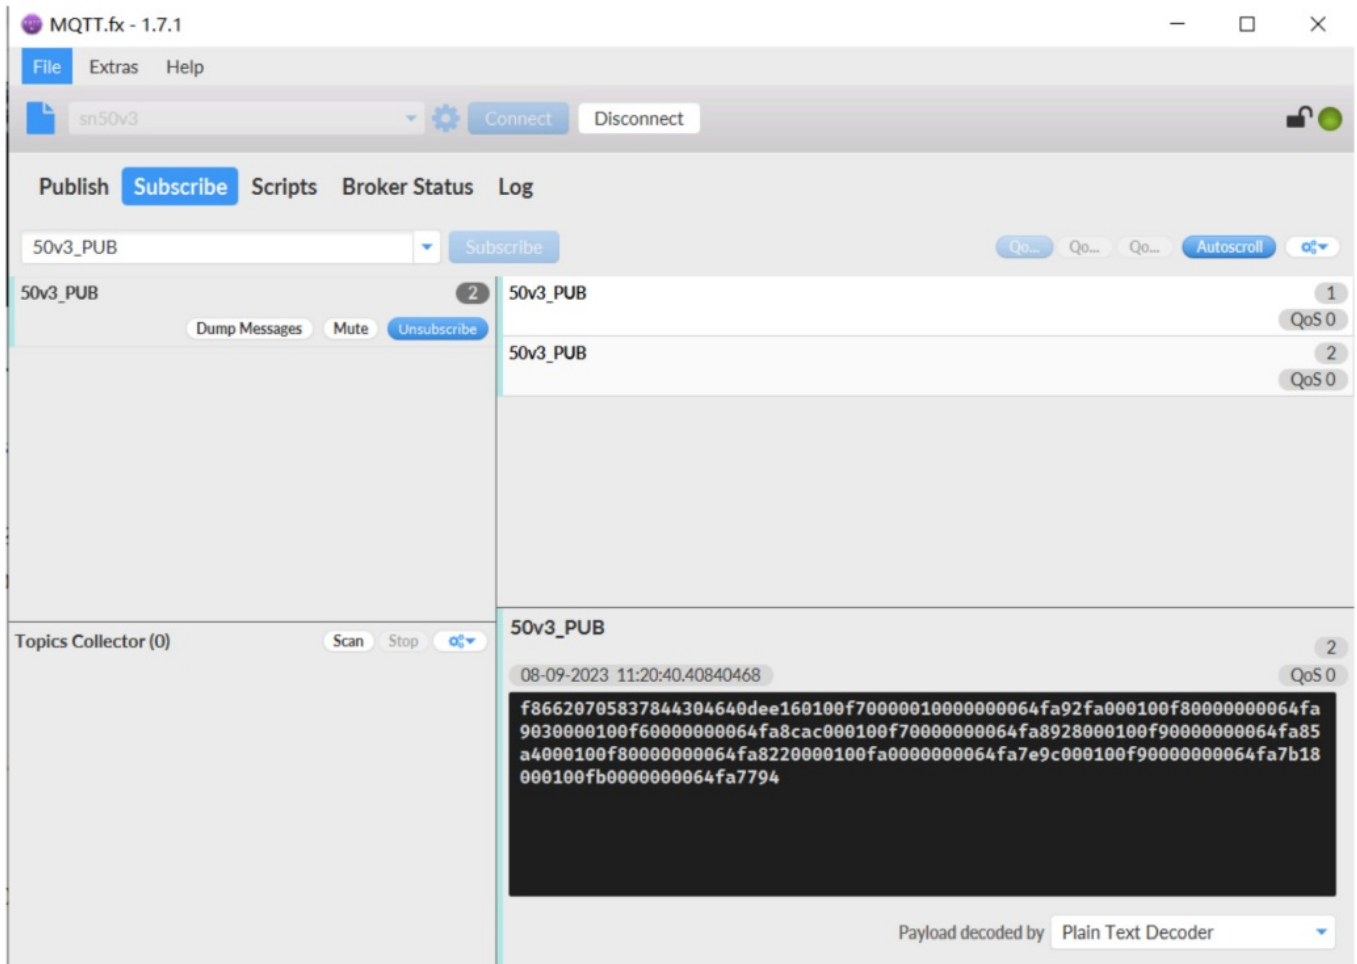 MQTT.fx - 1.7.1
File Extras Help
sn50v3 Connect Disconnect
Publish Subscribe Scripts Broker Status Log
50v3_PUB Subscribe Qo... Qo... Qo... Autoscroll
50v3_PUB 2
Dump Messages Mute Unsubscribe
50v3_PUB 1
QoS 0
50v3_PUB 2
QoS 0
Topics Collector (0) Scan Stop
50v3_PUB
2
08-09-2023 11:20:40.40840468 QoS 0
f866207058378443046​40dee160100f70000010000000064fa92fa000100f80000000064fa
9030000100f60000000064fa8cac000100f70000000064fa8928000100f90000000064fa85
a4000100f80000000064fa8220000100fa0000000064fa7e9c000100f90000000064fa7b18
000100fb0000000064fa7794
Payload decoded by Plain Text Decoder